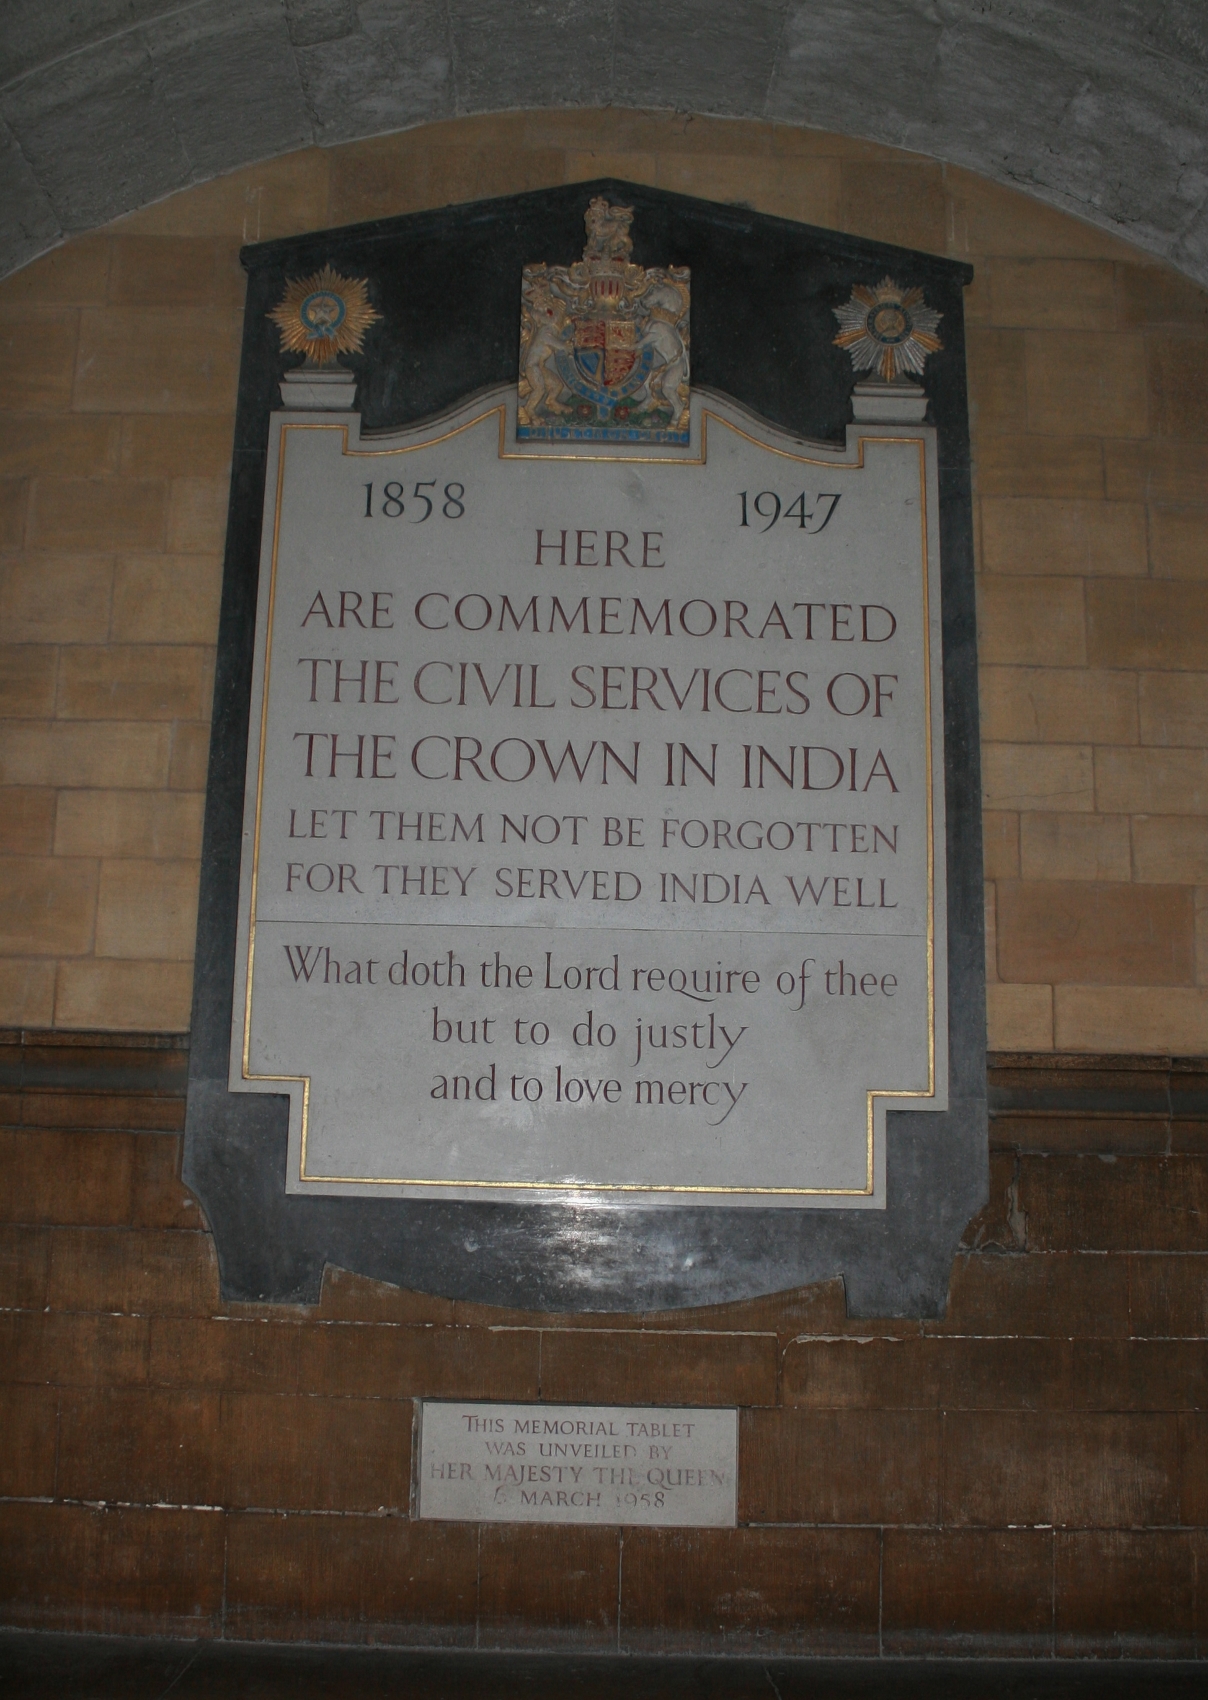 1858 1947
HERE
ARE COMMEMORATED
THE CIVIL SERVICES OF
THE CROWN IN INDIA
LET THEM NOT BE FORGOTTEN
FOR THEY SERVED INDIA WELL
What doth the Lord require of thee
but to do justly
and to love mercy
THIS MEMORIAL TABLET
WAS UNVEILED BY
HER MAJESTY THE QUEEN
MARCH 1958